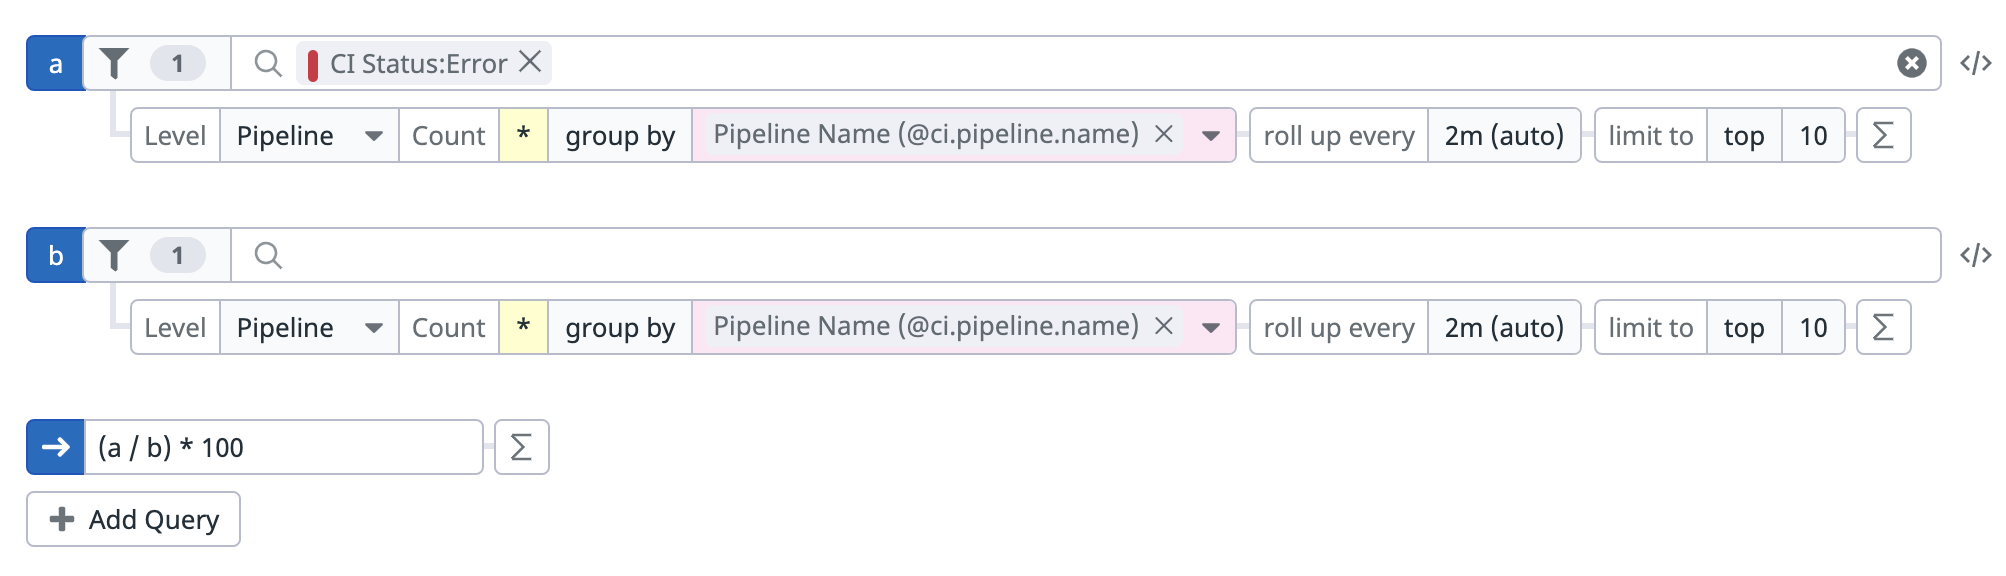 a 1 CI Status:Error </>
Level Pipeline Count * group by Pipeline Name (@ci.pipeline.name) roll up every 2m (auto) limit to top 10 Σ
b 1 </>
Level Pipeline Count * group by Pipeline Name (@ci.pipeline.name) roll up every 2m (auto) limit to top 10 Σ
(a / b) * 100 Σ
Add Query